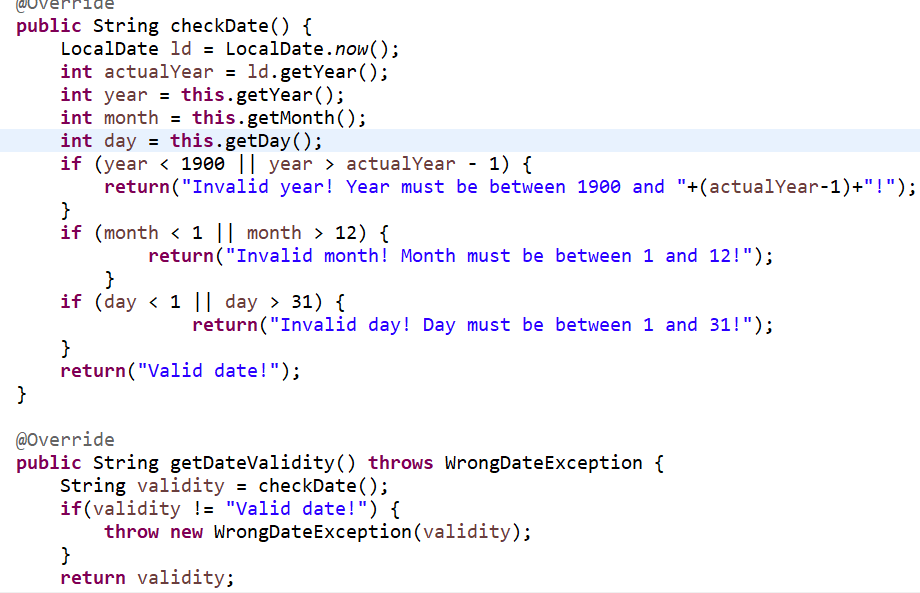 @Override
public String checkDate() {
    LocalDate ld = LocalDate.now();
    int actualYear = ld.getYear();
    int year = this.getYear();
    int month = this.getMonth();
    int day = this.getDay();
    if (year < 1900 || year > actualYear - 1) {
        return("Invalid year! Year must be between 1900 and "+(actualYear-1)+"!");
    }
    if (month < 1 || month > 12) {
            return("Invalid month! Month must be between 1 and 12!");
        }
    if (day < 1 || day > 31) {
                return("Invalid day! Day must be between 1 and 31!");
    }
    return("Valid date!");
}

@Override
public String getDateValidity() throws WrongDateException {
    String validity = checkDate();
    if(validity != "Valid date!") {
        throw new WrongDateException(validity);
    }
    return validity;